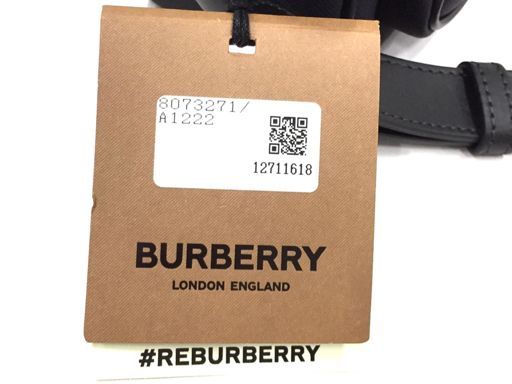 8073271/
A1222
12711618
BURBERRY
LONDON ENGLAND
#REBURBERRY